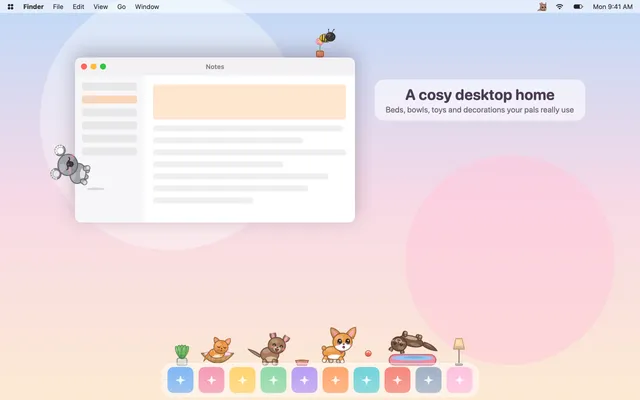 Finder File Edit View Go Window Mon 9:41 AM
Notes
A cosy desktop home
Beds, bowls, toys and decorations your pals really use